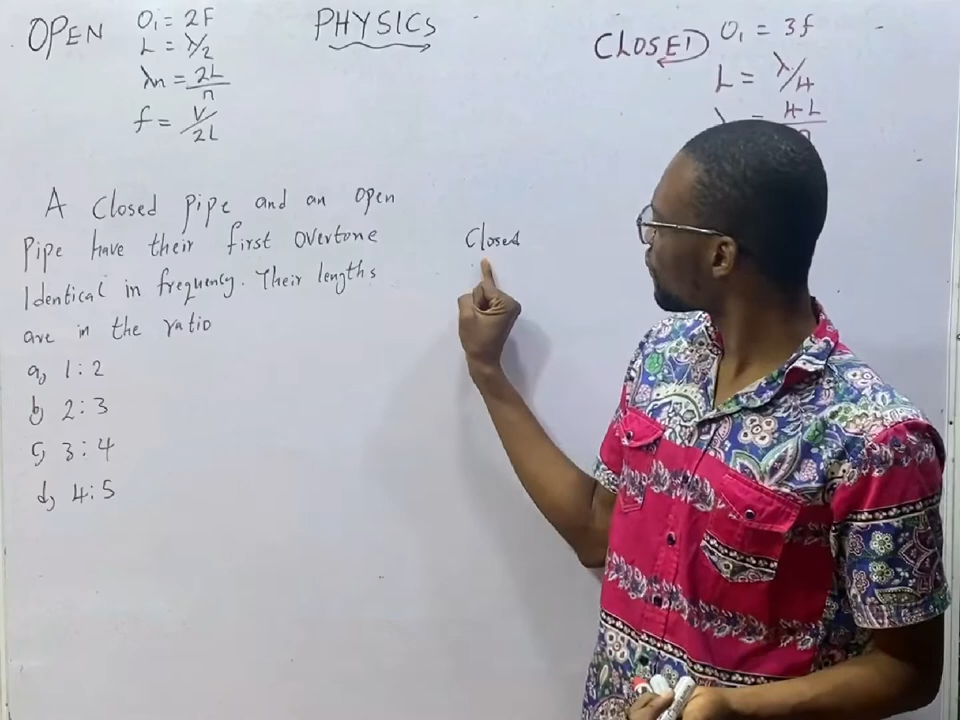 PHYSICS
OPEN O₁ = 2F
L = λ/2
λn = 2L/n
f = V/2L
CLOSED O₁ = 3f
L = λ/4
λ = 4L
A Closed pipe and an open
Pipe have their first overtone
Identical in frequency. Their lengths
are in the ratio
a, 1:2
b, 2:3
c, 3:4
d, 4:5
Closed